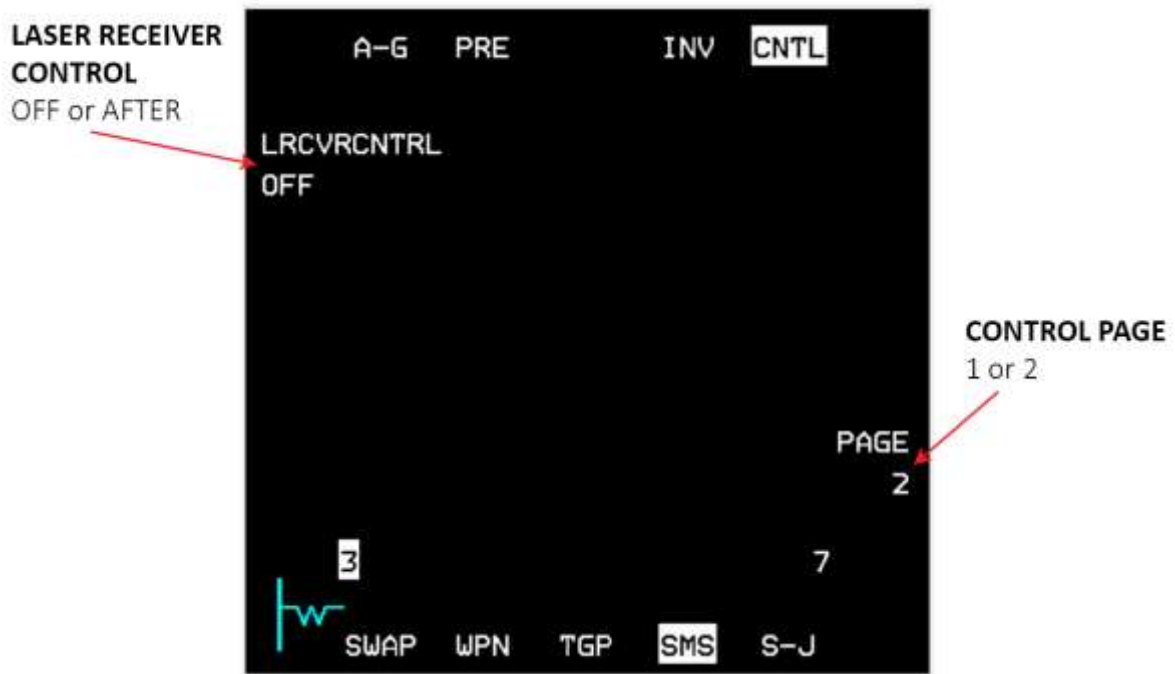 LASER RECEIVER
CONTROL
OFF or AFTER
A-G PRE INV CNTL
LRCVRCNTRL
OFF
CONTROL PAGE
1 or 2
PAGE
2
3 7
SWAP WPN TGP SMS S-J